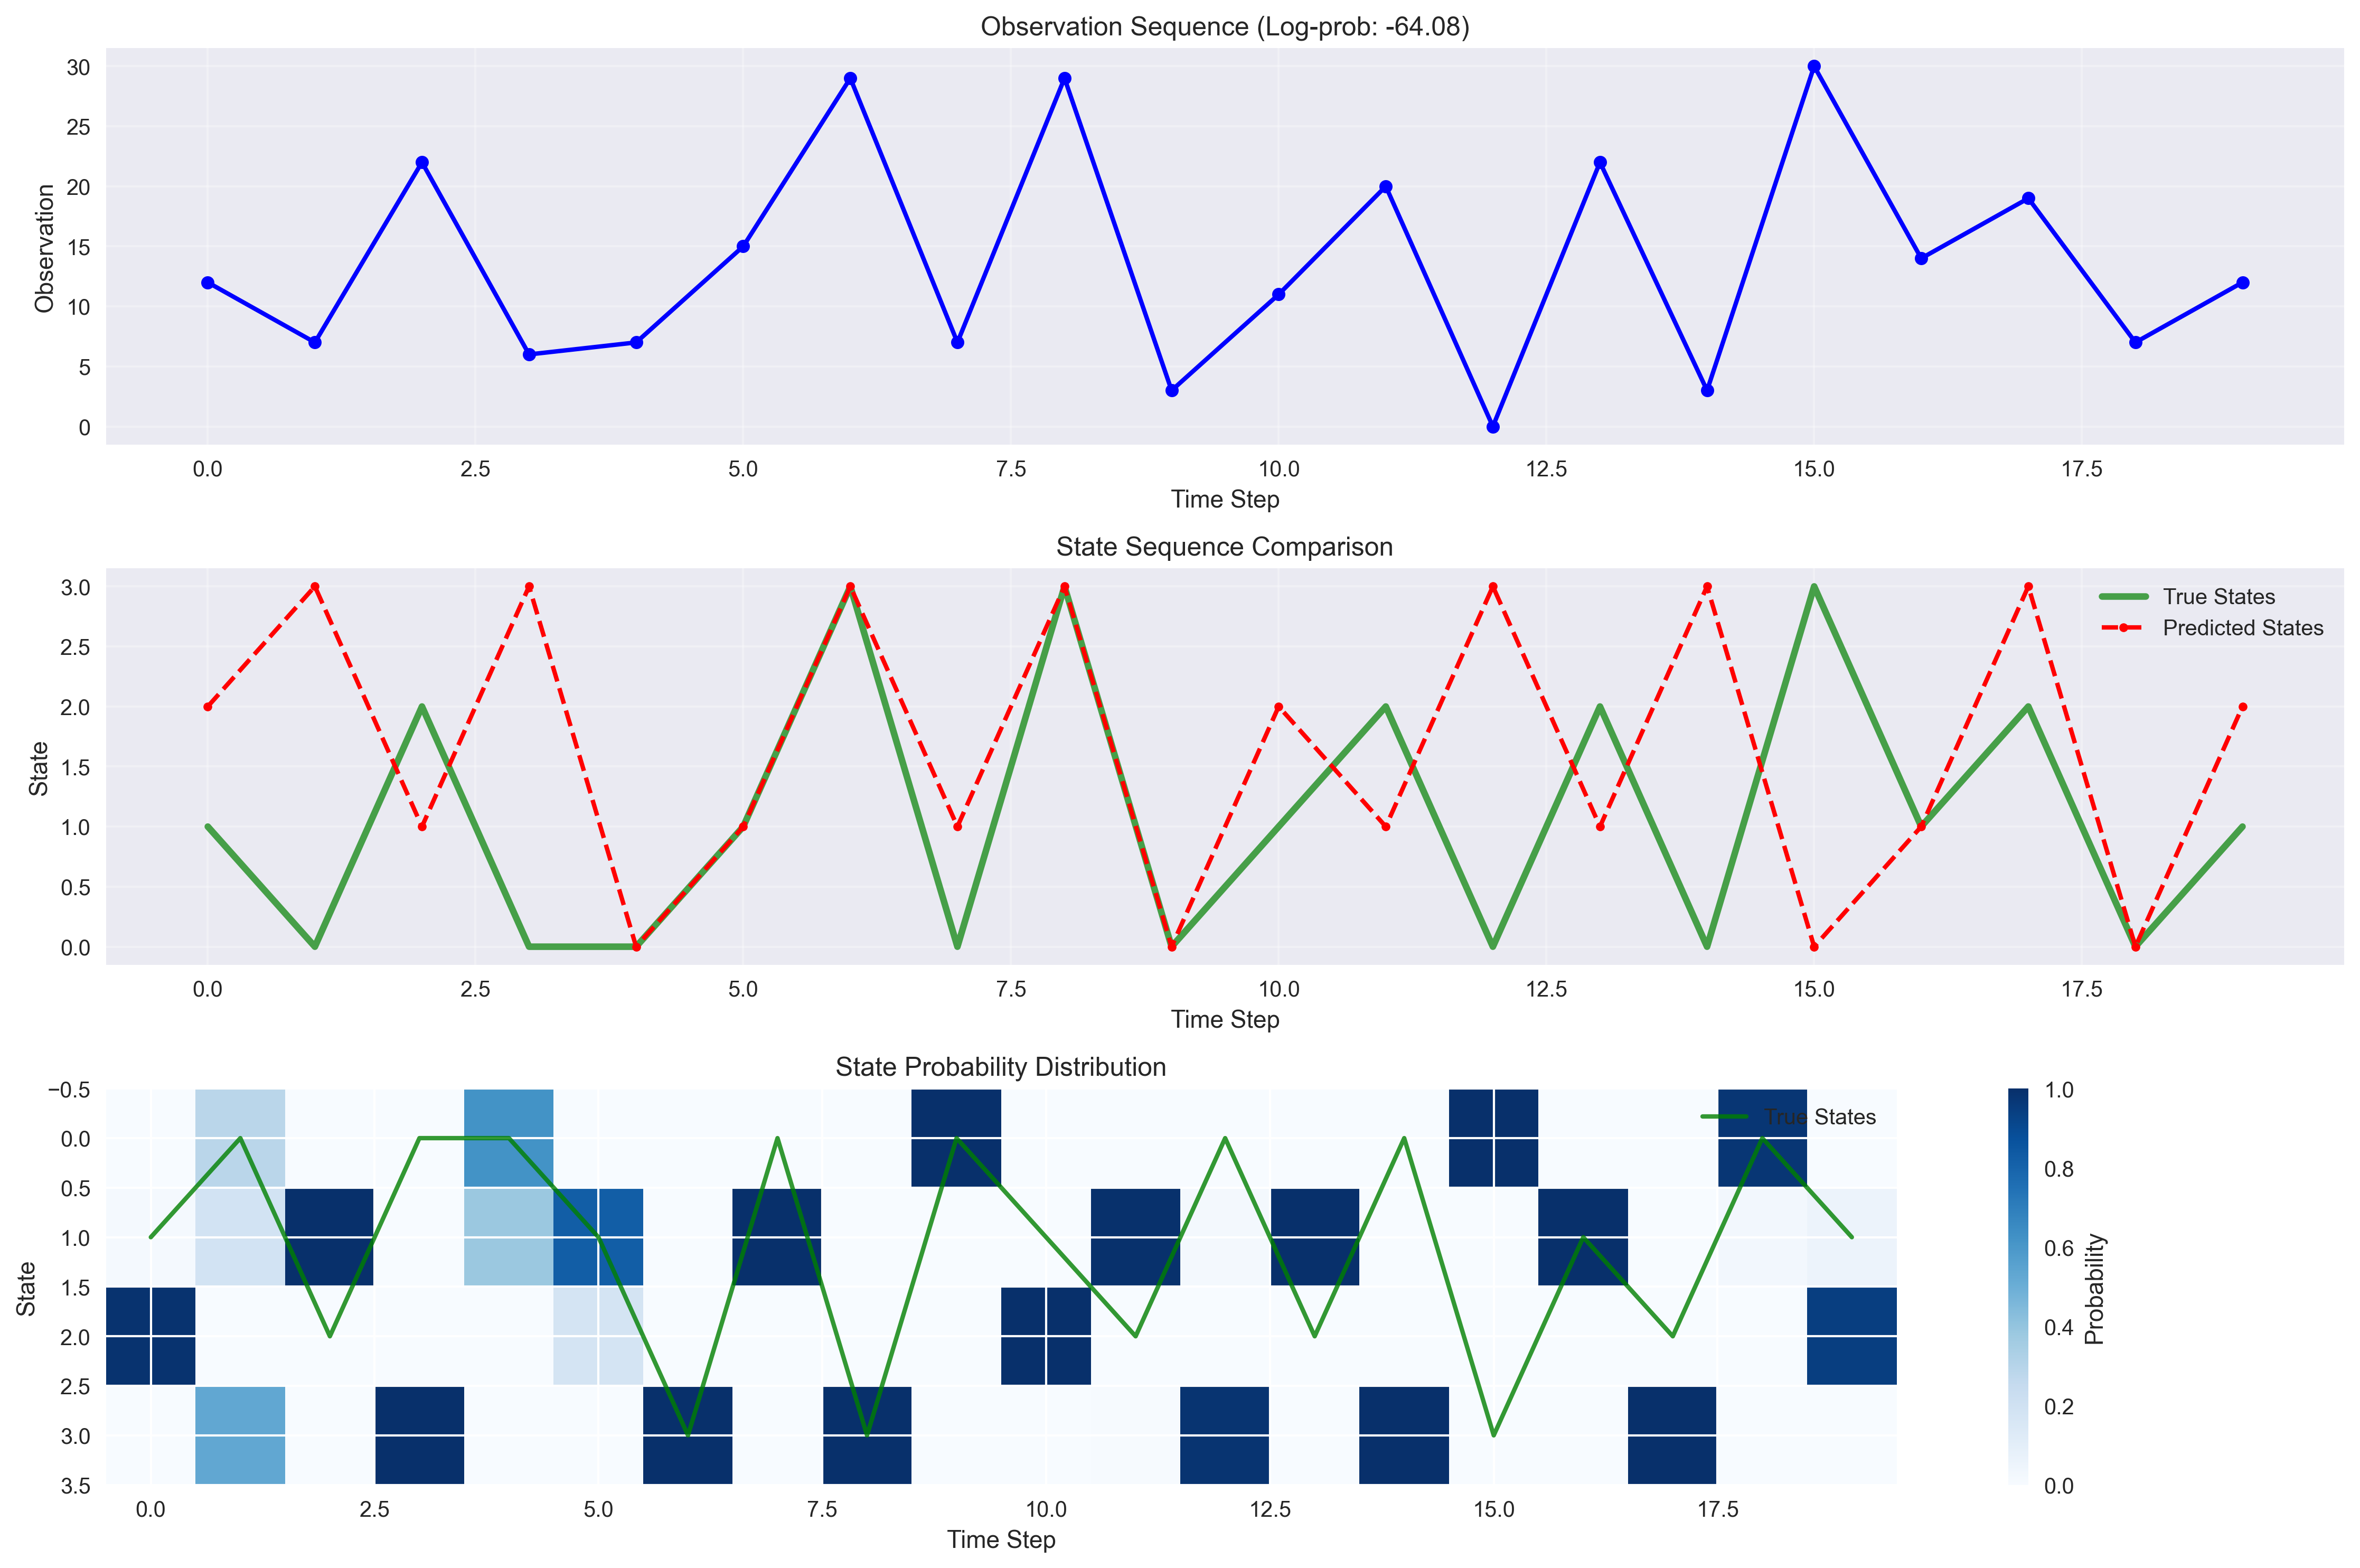 Observation Sequence (Log-prob: -64.08)
30
25
20
15
10
5
0
Observation
0.0 2.5 5.0 7.5 10.0 12.5 15.0 17.5
Time Step
State Sequence Comparison
3.0
2.5
2.0
1.5
1.0
0.5
0.0
State
True States
Predicted States
0.0 2.5 5.0 7.5 10.0 12.5 15.0 17.5
Time Step
State Probability Distribution
−0.5
0.0
0.5
1.0
1.5
2.0
2.5
3.0
3.5
State
True States
0.0 2.5 5.0 7.5 10.0 12.5 15.0 17.5
Time Step
1.0
0.8
0.6
0.4
0.2
0.0
Probability